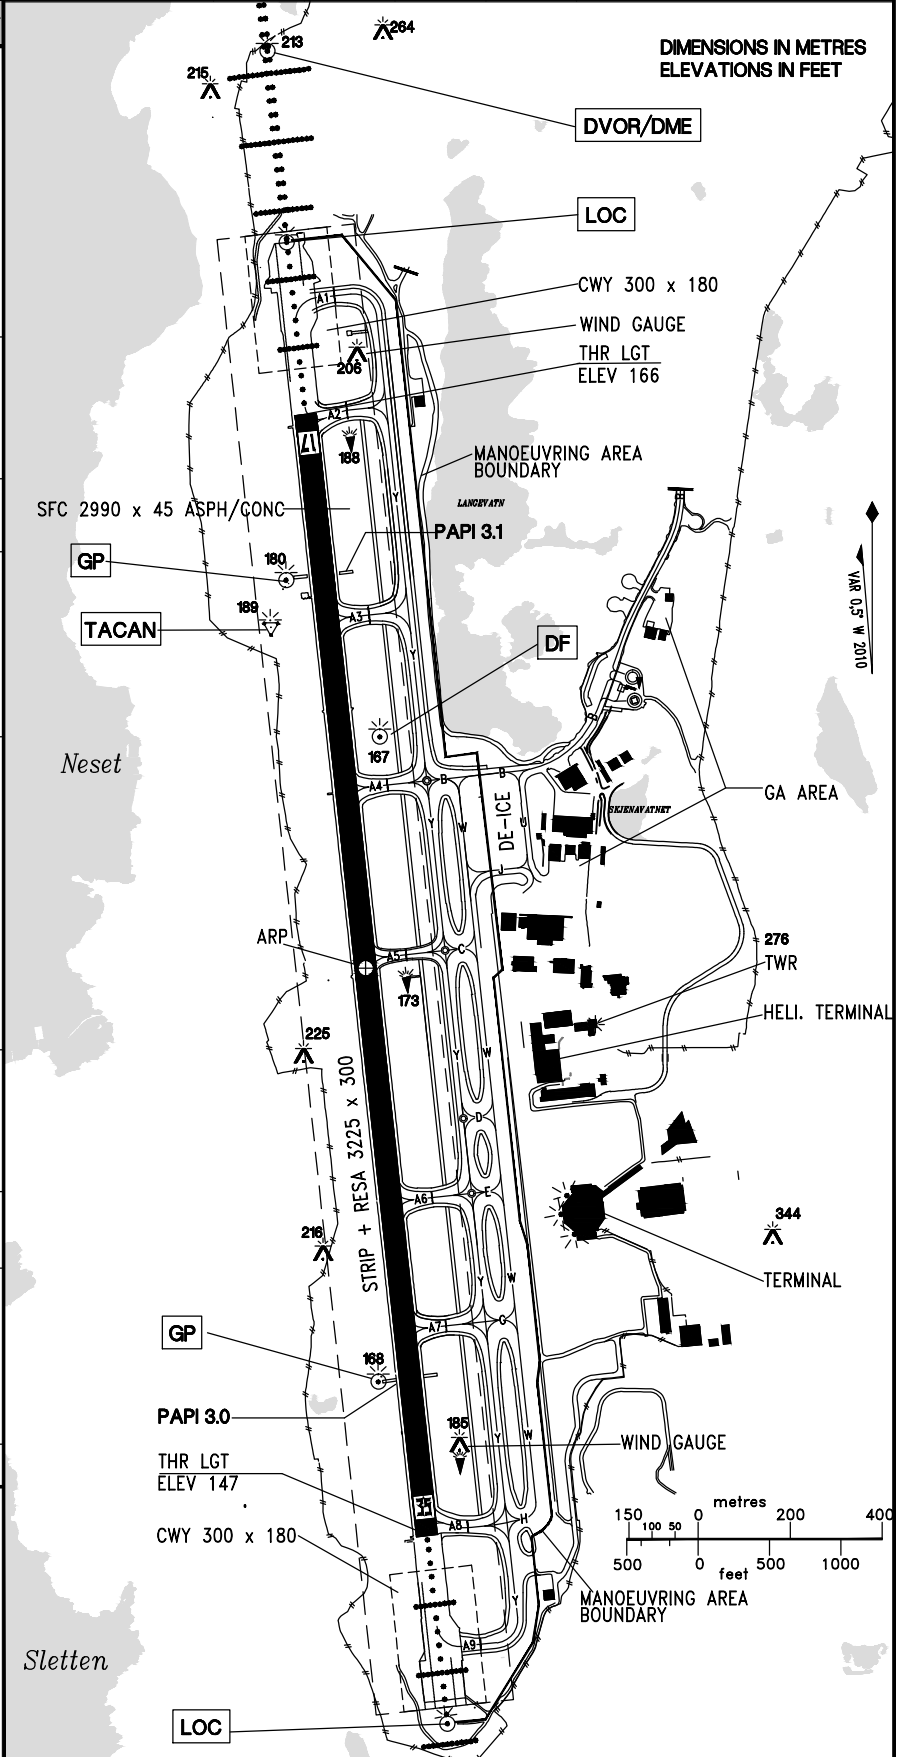 264
213
DIMENSIONS IN METRES
ELEVATIONS IN FEET
215
DVOR/DME
LOC
CWY 300 x 180
A1
WIND GAUGE
206
THR LGT
ELEV 166
A2
17
188
MANOEUVRING AREA
BOUNDARY
Y
LANGEVATN
SFC 2990 x 45 ASPH/CONC
PAPI 3.1
GP
180
VAR 0,5° W 2010
189
A3
TACAN
DF
Y
167
Neset
B
B
A4
GA AREA
DE-ICE
SKJENAVATNET
Y
W
U
J
ARP
276
A5
C
TWR
173
HELI. TERMINAL
225
Y
W
STRIP + RESA 3225 x 300
D
A6
E
344
216
TERMINAL
Y
W
G
A7
GP
168
PAPI 3.0
185
Y
W
WIND GAUGE
THR LGT
ELEV 147
35
metres
150 100 50 0 200 400
A8
H
CWY 300 x 180
500 0 500 1000
feet
MANOEUVRING AREA
BOUNDARY
Y
A9
Sletten
LOC